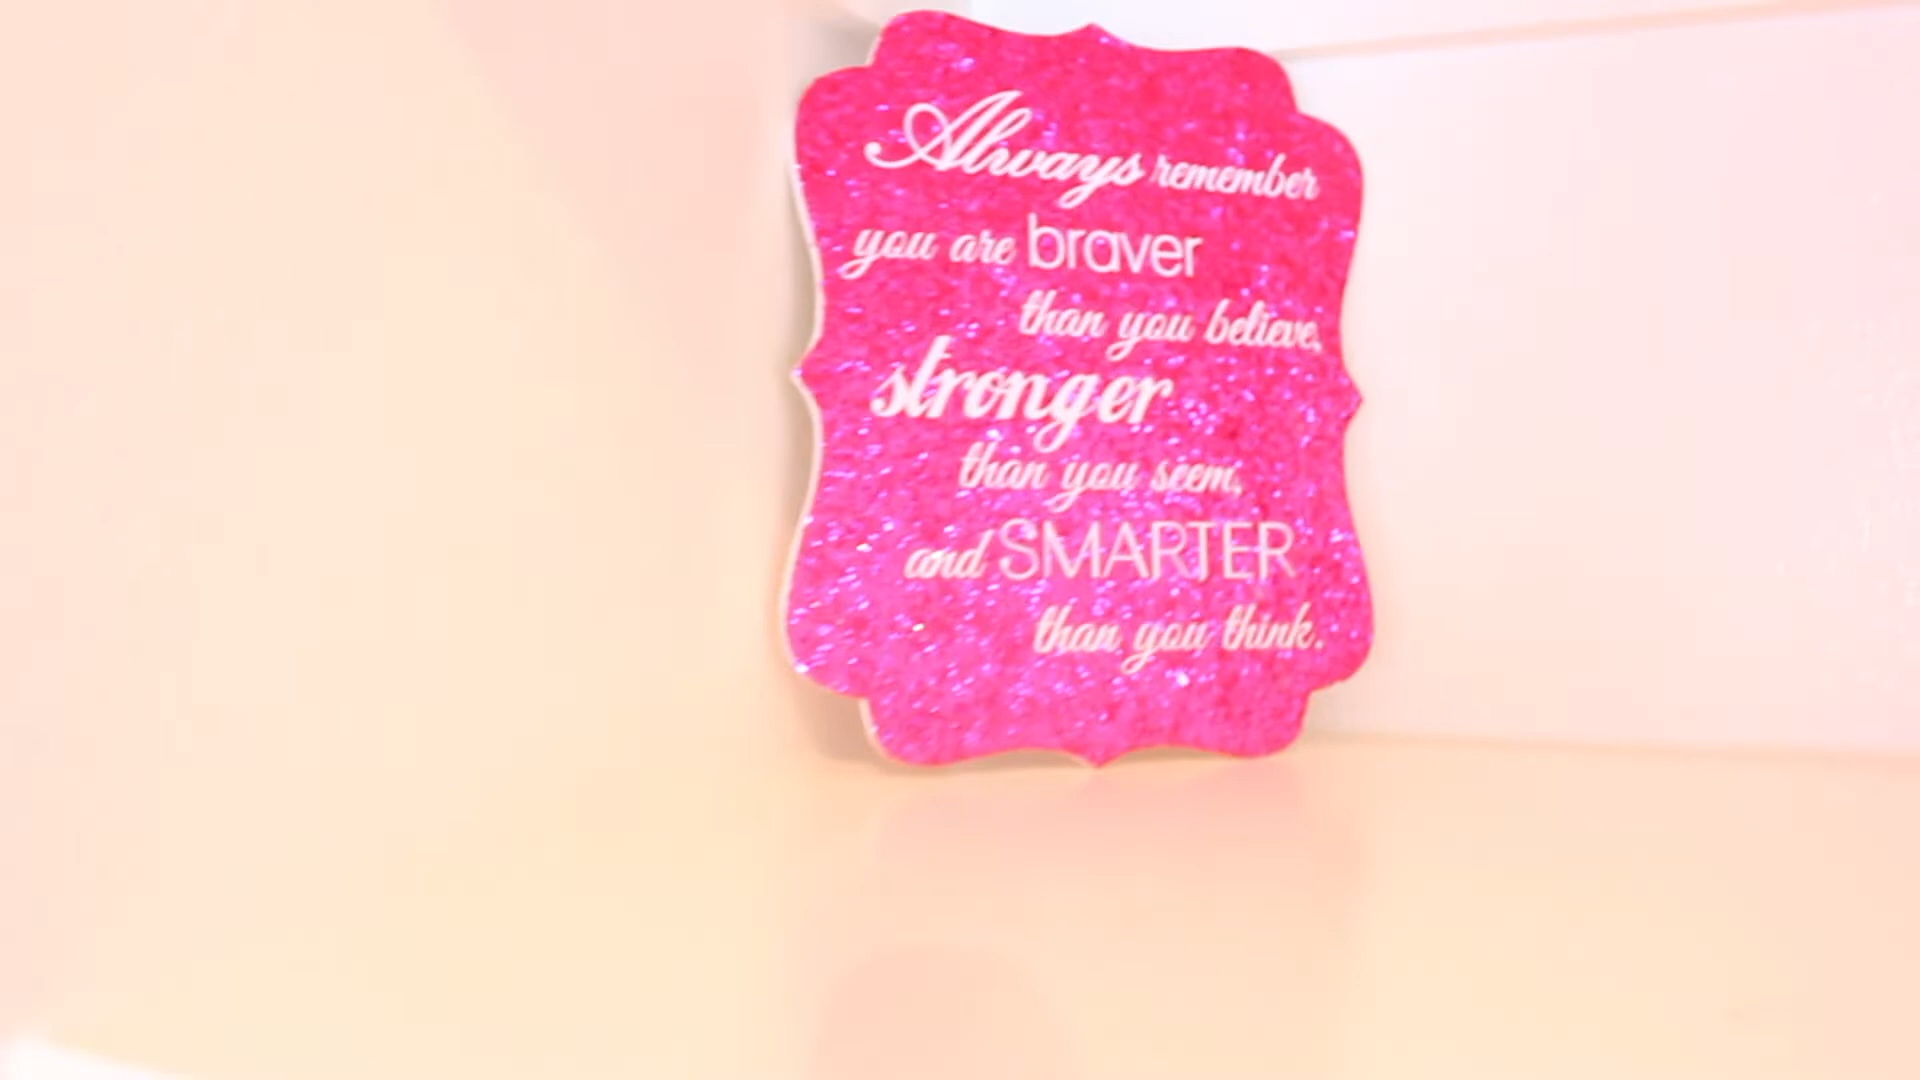 Always remember
you are braver
than you believe,
stronger
than you seem,
and SMARTER
than you think.